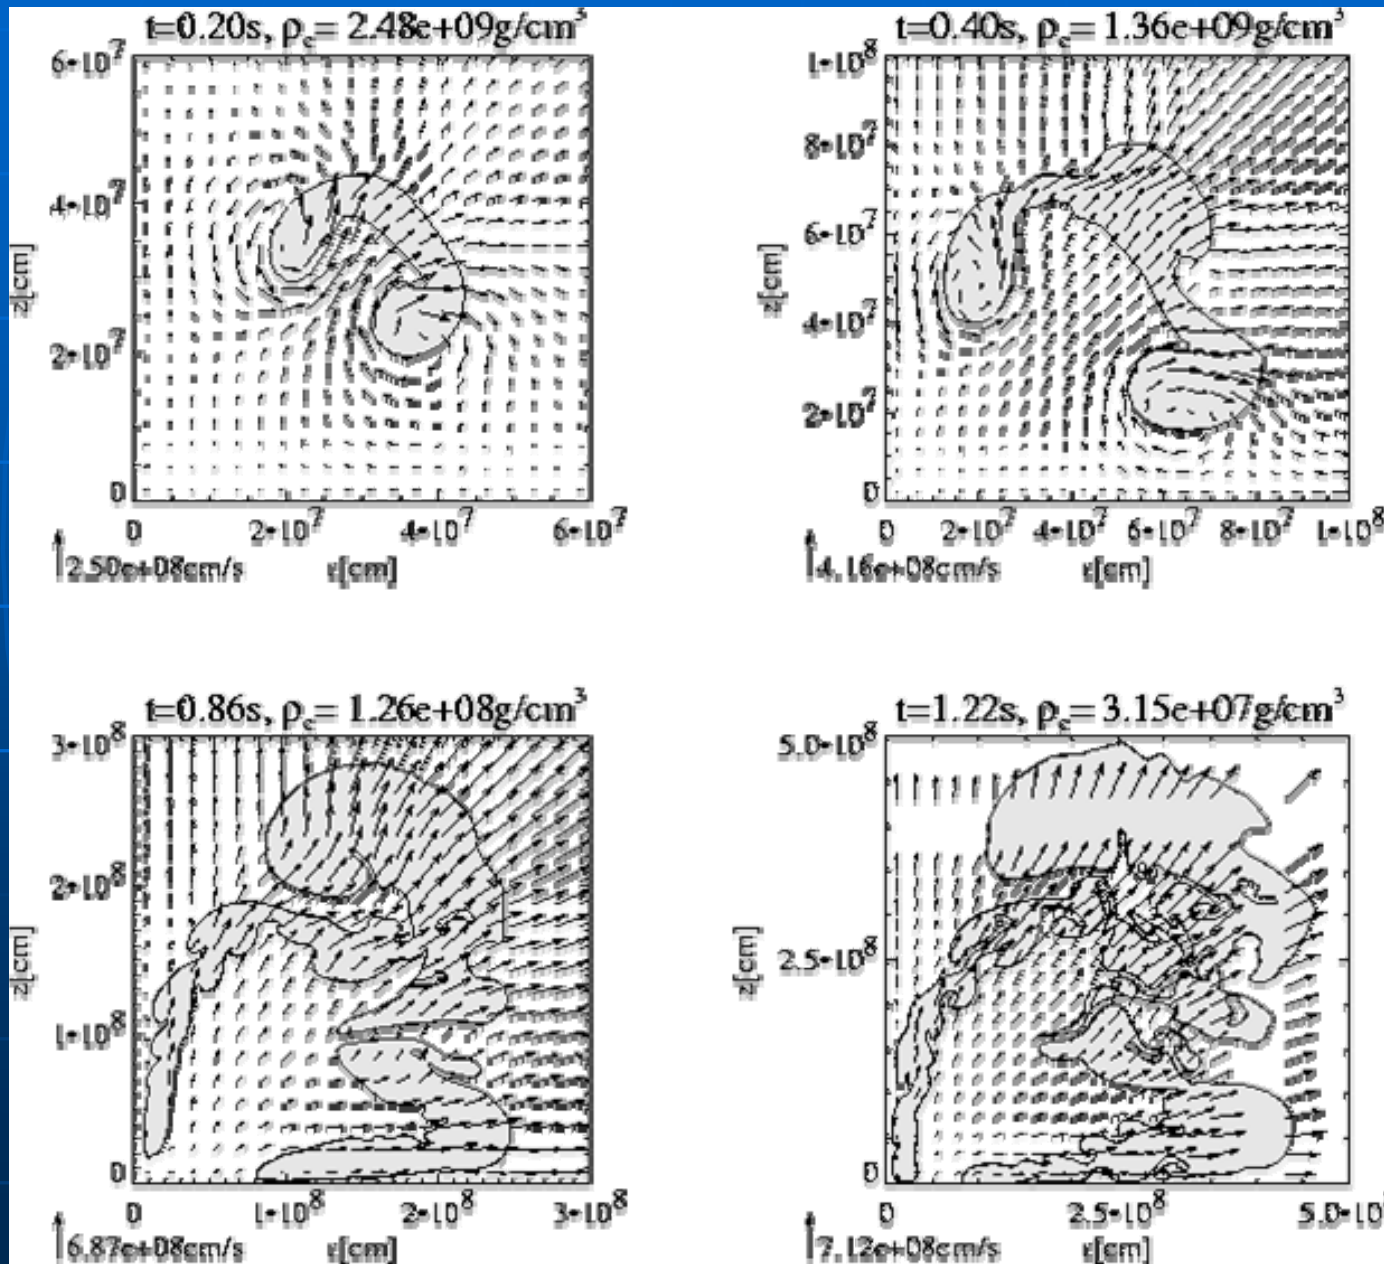 t=0.20s, ρc= 2.48e+09g/cm³
6•10⁷
4•10⁷
2•10⁷
0
z[cm]
0 2•10⁷ 4•10⁷ 6•10⁷
2.50e+08cm/s r[cm]
t=0.40s, ρc= 1.36e+09g/cm³
1•10⁸
8•10⁷
6•10⁷
4•10⁷
2•10⁷
0
z[cm]
0 2•10⁷ 4•10⁷ 6•10⁷ 8•10⁷ 1•10⁸
4.16e+08cm/s r[cm]
t=0.86s, ρc= 1.26e+08g/cm³
3•10⁸
2•10⁸
1•10⁸
0
z[cm]
0 1•10⁸ 2•10⁸ 3•10⁸
6.87e+08cm/s r[cm]
t=1.22s, ρc= 3.15e+07g/cm³
5.0•10⁸
2.5•10⁸
0
z[cm]
0 2.5•10⁸ 5.0•10⁸
7.12e+08cm/s r[cm]